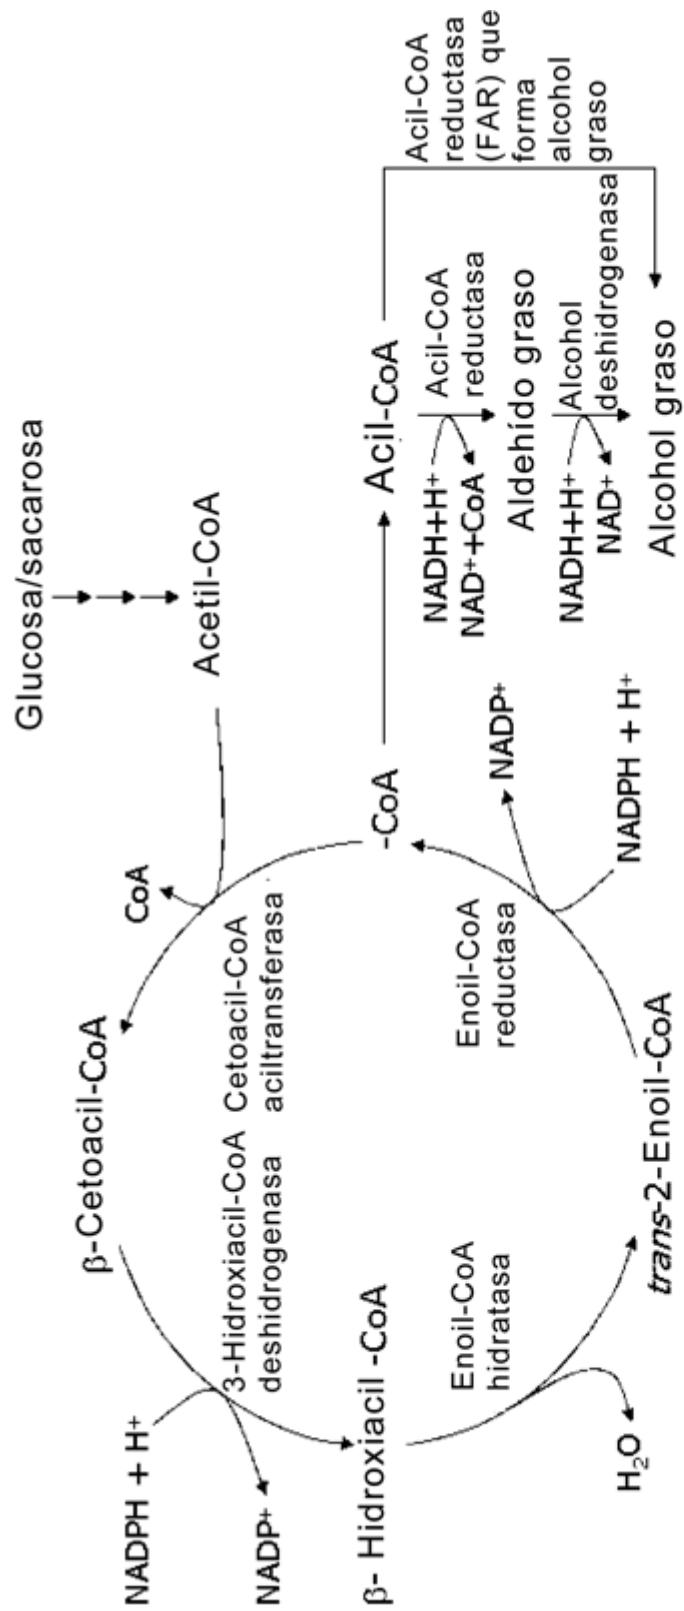 Glucosa/sacarosa
Acetil-CoA
CoA
β-Cetoacil-CoA
Cetoacil-CoA
aciltransferasa
NADPH + H⁺
NADP⁺
3-Hidroxiacil-CoA
deshidrogenasa
β- Hidroxiacil -CoA
Enoil-CoA
hidratasa
H₂O
trans-2-Enoil-CoA
Enoil-CoA
reductasa
NADPH + H⁺
NADP⁺
-CoA
Acil-CoA
NADH+H⁺
NAD⁺+CoA
Acil-CoA
reductasa
Aldehído graso
NADH+H⁺
NAD⁺
Alcohol
deshidrogenasa
Alcohol graso
Acil-CoA
reductasa
(FAR) que
forma
alcohol
graso